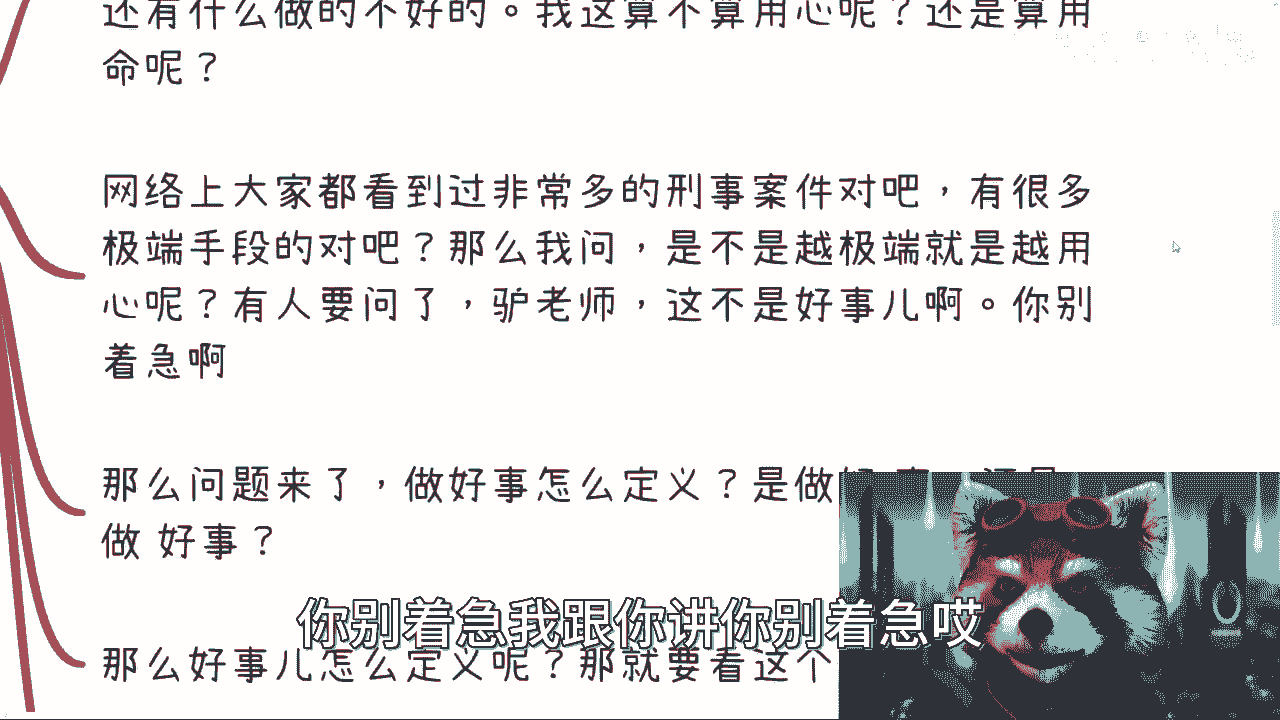 还有什么做的不好的。我这算不算用心呢？还是算用
命呢？
网络上大家都看到过非常多的刑事案件对吧，有很多
极端手段的对吧？那么我问，是不是越极端就是越用
心呢？有人要问了，驴老师，这不是好事儿啊。你别
着急啊
那么问题来了，做好事怎么定义？是做
做 好事？
你别着急我跟你讲你别着急哎
那么好事儿怎么定义呢？那就要看这个